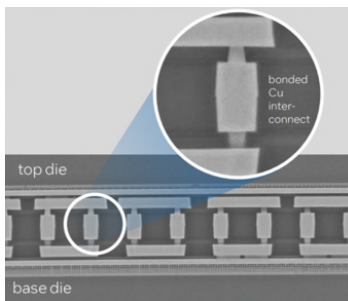 bonded
Cu
inter-
connect
top die
base die